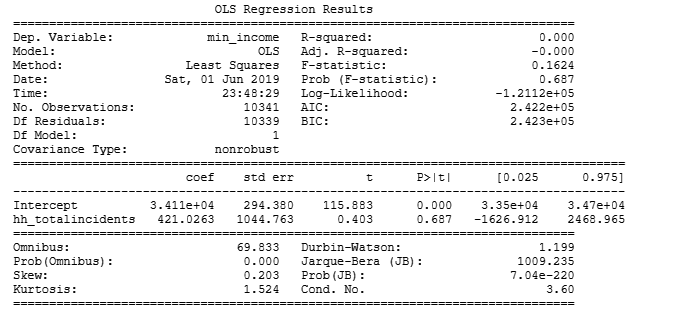 OLS Regression Results
==============================================================================
Dep. Variable:             min_income   R-squared:                       0.000
Model:                            OLS   Adj. R-squared:                 -0.000
Method:                 Least Squares   F-statistic:                    0.1624
Date:                Sat, 01 Jun 2019   Prob (F-statistic):              0.687
Time:                        23:48:29   Log-Likelihood:            -1.2112e+05
No. Observations:               10341   AIC:                         2.422e+05
Df Residuals:                   10339   BIC:                         2.423e+05
Df Model:                           1
Covariance Type:            nonrobust
=====================================================================================
                        coef    std err          t      P>|t|      [0.025      0.975]
-------------------------------------------------------------------------------------
Intercept          3.411e+04    294.380    115.883      0.000    3.35e+04    3.47e+04
hh_totalincidents   421.0263   1044.763      0.403      0.687   -1626.912    2468.965
==============================================================================
Omnibus:                       69.833   Durbin-Watson:                   1.199
Prob(Omnibus):                  0.000   Jarque-Bera (JB):             1009.235
Skew:                           0.203   Prob(JB):                    7.04e-220
Kurtosis:                       1.524   Cond. No.                         3.60
==============================================================================